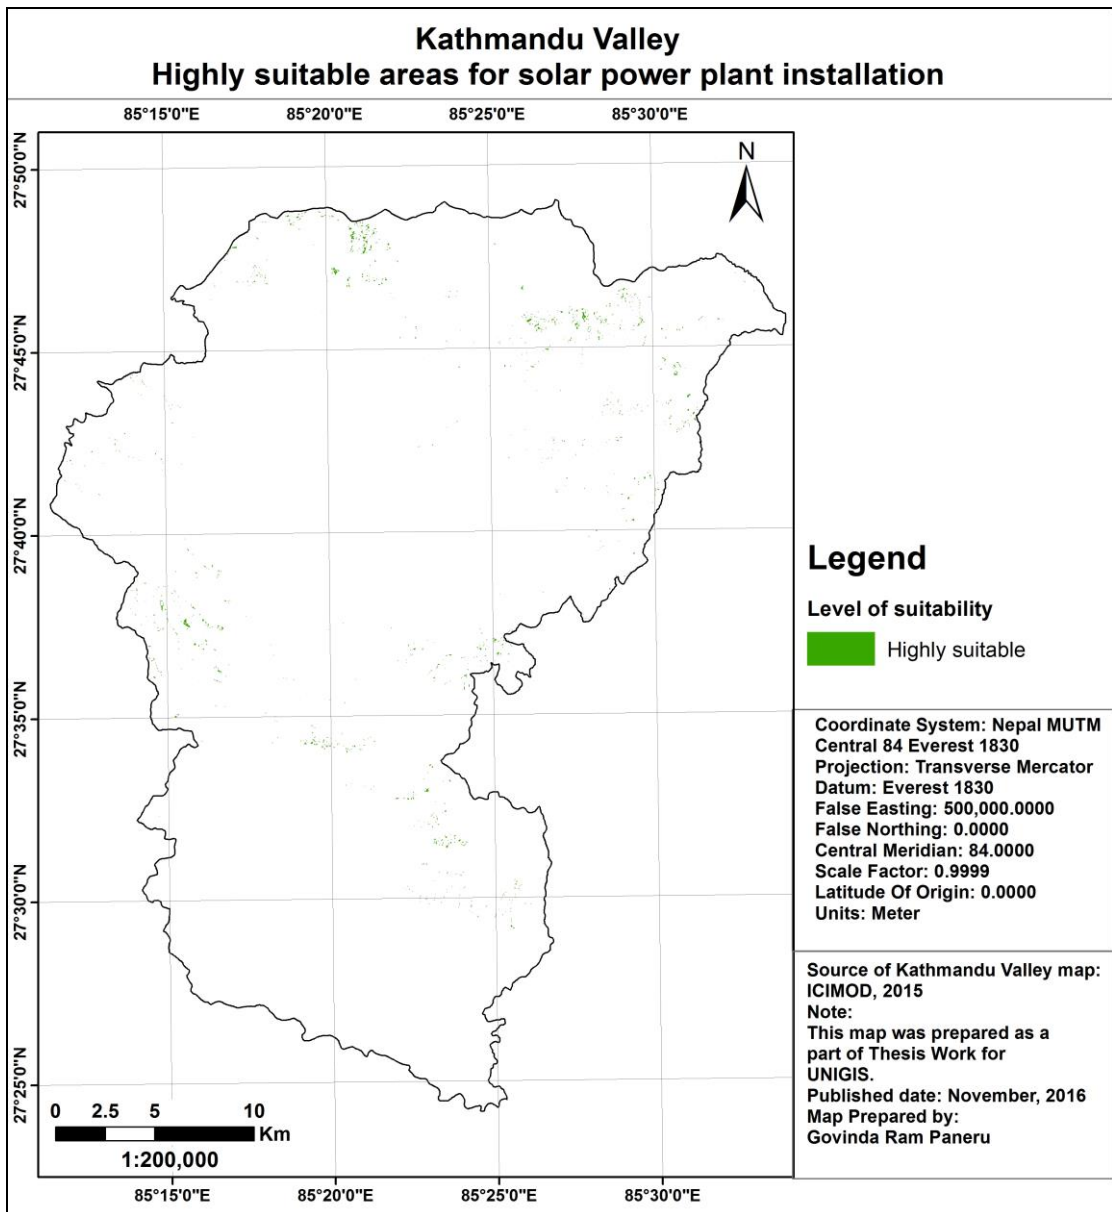 Kathmandu Valley
Highly suitable areas for solar power plant installation
85°15'0"E 85°20'0"E 85°25'0"E 85°30'0"E
N
27°50'0"N
27°45'0"N
27°40'0"N
27°35'0"N
27°30'0"N
27°25'0"N
Legend
Level of suitability
Highly suitable
Coordinate System: Nepal MUTM
Central 84 Everest 1830
Projection: Transverse Mercator
Datum: Everest 1830
False Easting: 500,000.0000
False Northing: 0.0000
Central Meridian: 84.0000
Scale Factor: 0.9999
Latitude Of Origin: 0.0000
Units: Meter
Source of Kathmandu Valley map:
ICIMOD, 2015
Note:
This map was prepared as a
part of Thesis Work for
UNIGIS.
Published date: November, 2016
Map Prepared by:
Govinda Ram Paneru
0 2.5 5 10
Km
1:200,000
85°15'0"E 85°20'0"E 85°25'0"E 85°30'0"E